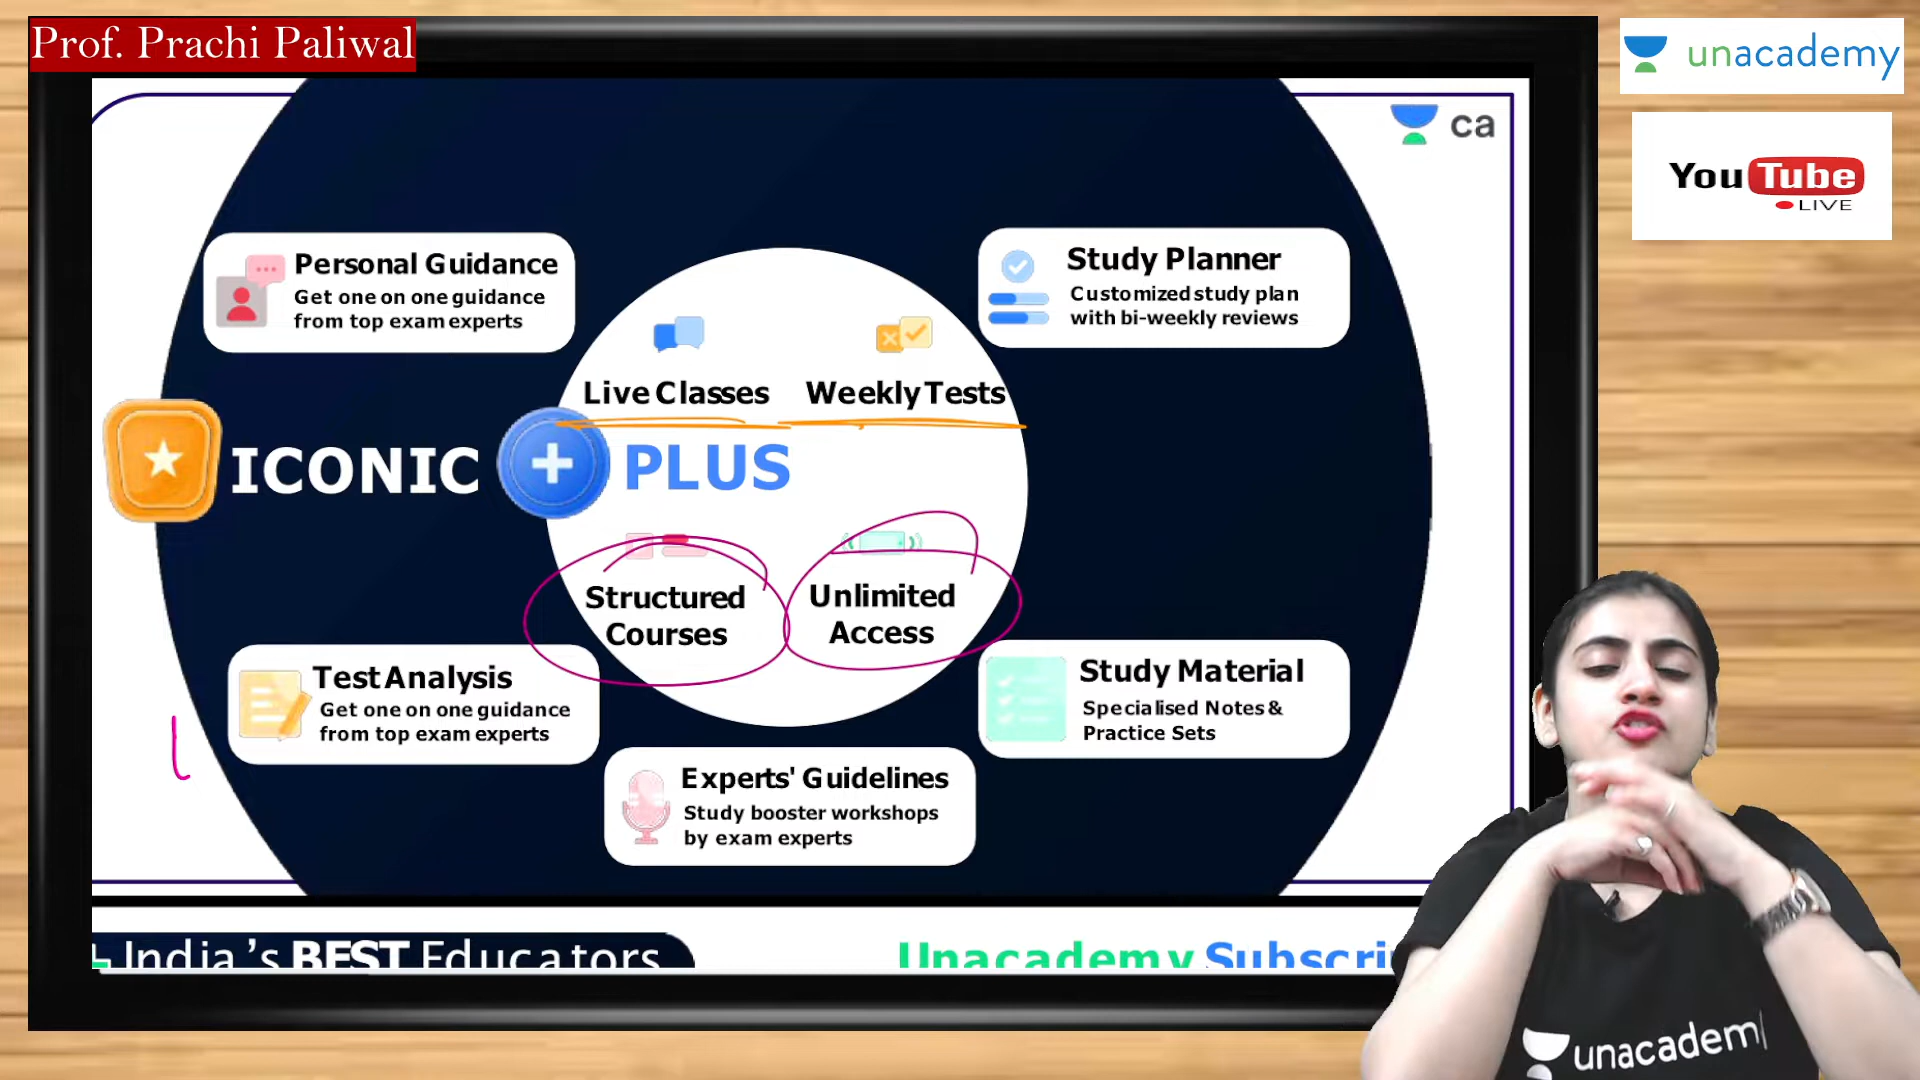 Prof. Prachi Paliwal
unacademy
ca
YouTube
LIVE
Personal Guidance
Get one on one guidance
from top exam experts
Study Planner
Customized study plan
with bi-weekly reviews
Live Classes
Weekly Tests
ICONIC
PLUS
Structured
Courses
Unlimited
Access
Test Analysis
Get one on one guidance
from top exam experts
Study Material
Specialised Notes &
Practice Sets
Experts' Guidelines
Study booster workshops
by exam experts
India's BEST Educators
Unacademy Subscri
unacadem